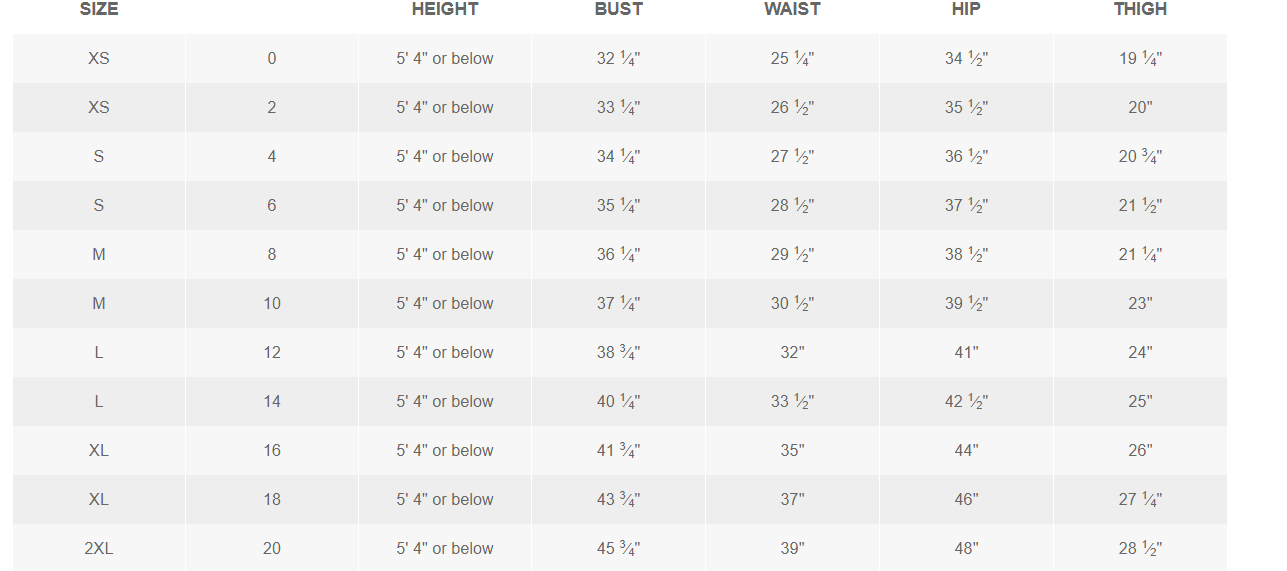 SIZE HEIGHT BUST WAIST HIP THIGH
XS 0 5' 4" or below 32 ¼" 25 ¼" 34 ½" 19 ¼"
XS 2 5' 4" or below 33 ¼" 26 ½" 35 ½" 20"
S 4 5' 4" or below 34 ¼" 27 ½" 36 ½" 20 ¾"
S 6 5' 4" or below 35 ¼" 28 ½" 37 ½" 21 ½"
M 8 5' 4" or below 36 ¼" 29 ½" 38 ½" 21 ¼"
M 10 5' 4" or below 37 ¼" 30 ½" 39 ½" 23"
L 12 5' 4" or below 38 ¾" 32" 41" 24"
L 14 5' 4" or below 40 ¼" 33 ½" 42 ½" 25"
XL 16 5' 4" or below 41 ¾" 35" 44" 26"
XL 18 5' 4" or below 43 ¾" 37" 46" 27 ¼"
2XL 20 5' 4" or below 45 ¾" 39" 48" 28 ½"